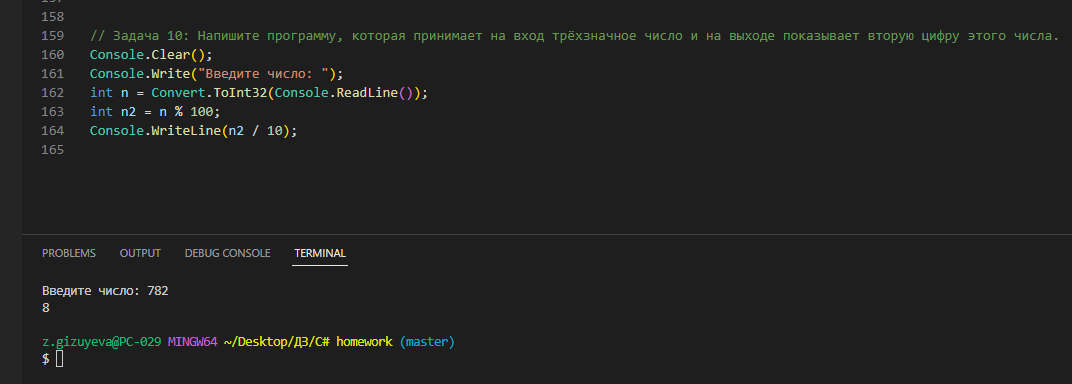 158
159 // Задача 10: Напишите программу, которая принимает на вход трёхзначное число и на выходе показывает вторую цифру этого числа.
160 Console.Clear();
161 Console.Write("Введите число: ");
162 int n = Convert.ToInt32(Console.ReadLine());
163 int n2 = n % 100;
164 Console.WriteLine(n2 / 10);
165
PROBLEMS OUTPUT DEBUG CONSOLE TERMINAL
Введите число: 782
8
z.gizuyeva@PC-029 MINGW64 ~/Desktop/ДЗ/C# homework (master)
$